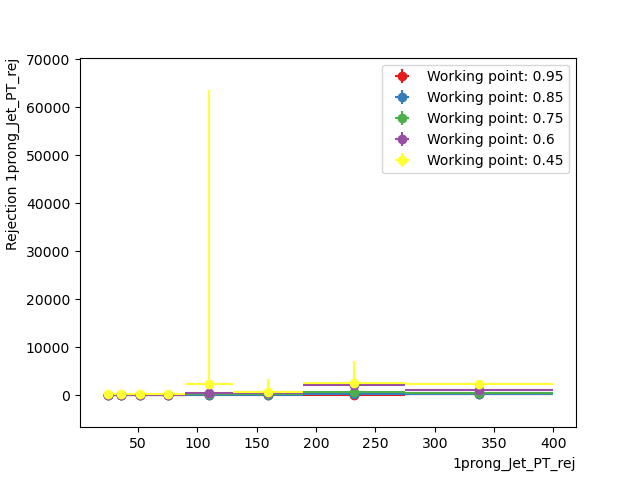 70000
60000
50000
40000
30000
20000
10000
0
Rejection 1prong_Jet_PT_rej
Working point: 0.95
Working point: 0.85
Working point: 0.75
Working point: 0.6
Working point: 0.45
50 100 150 200 250 300 350 400
1prong_Jet_PT_rej